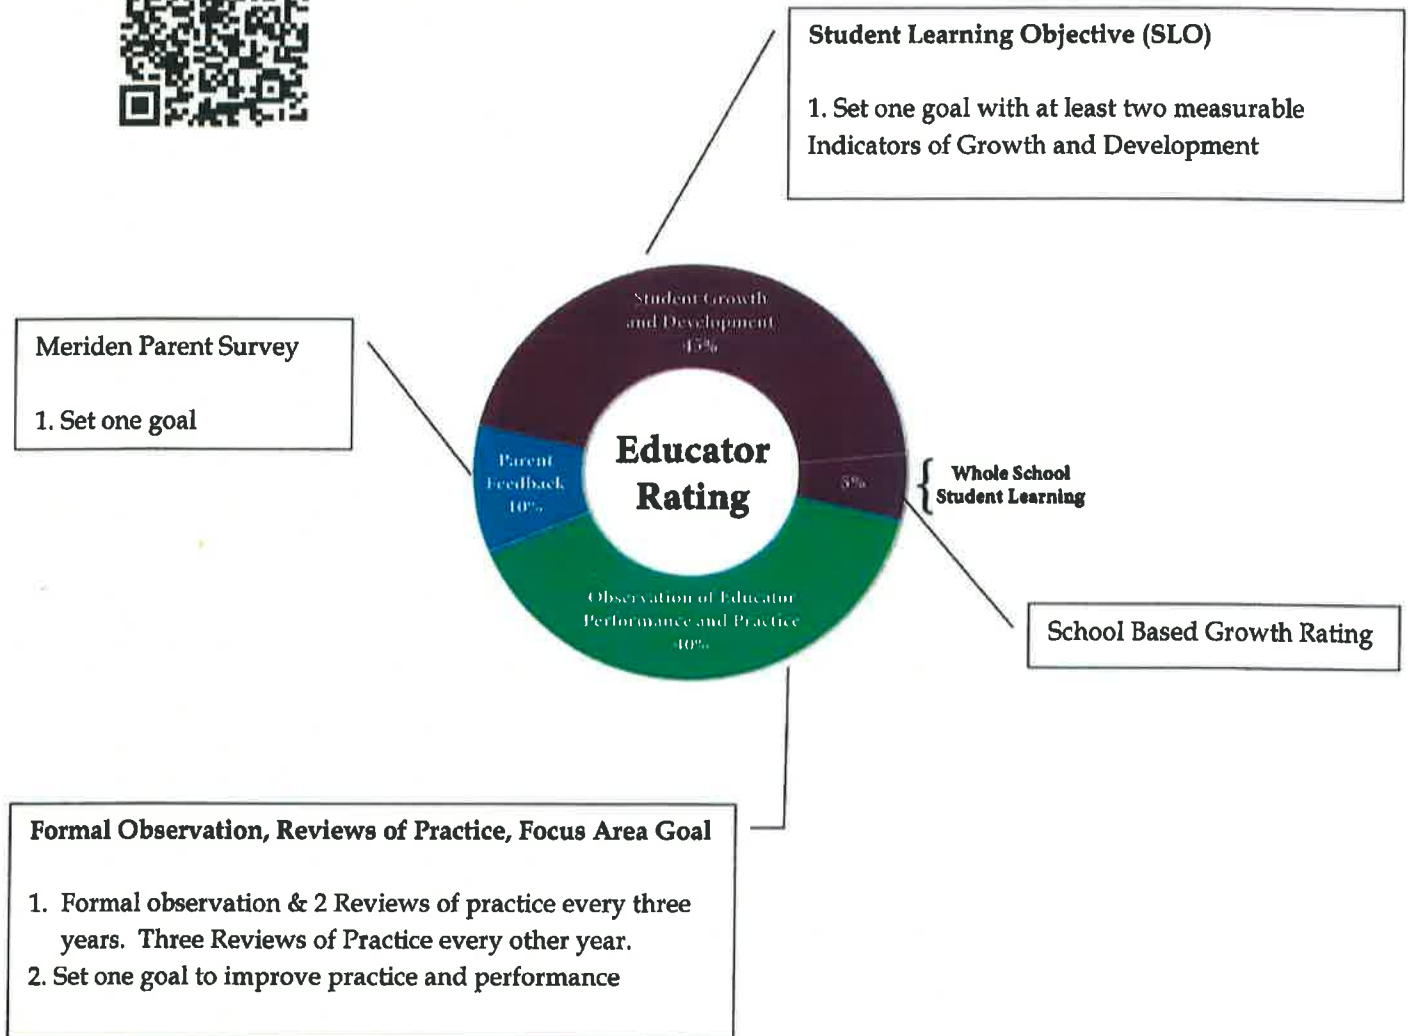 Student Learning Objective (SLO)
1. Set one goal with at least two measurable
Indicators of Growth and Development
Meriden Parent Survey
1. Set one goal
Student Growth
and Development
45%
Educator
Rating
Parent
Feedback
10%
5%
Whole School
Student Learning
Observation of Educator
Performance and Practice
40%
School Based Growth Rating
Formal Observation, Reviews of Practice, Focus Area Goal
1. Formal observation & 2 Reviews of practice every three
years. Three Reviews of Practice every other year.
2. Set one goal to improve practice and performance